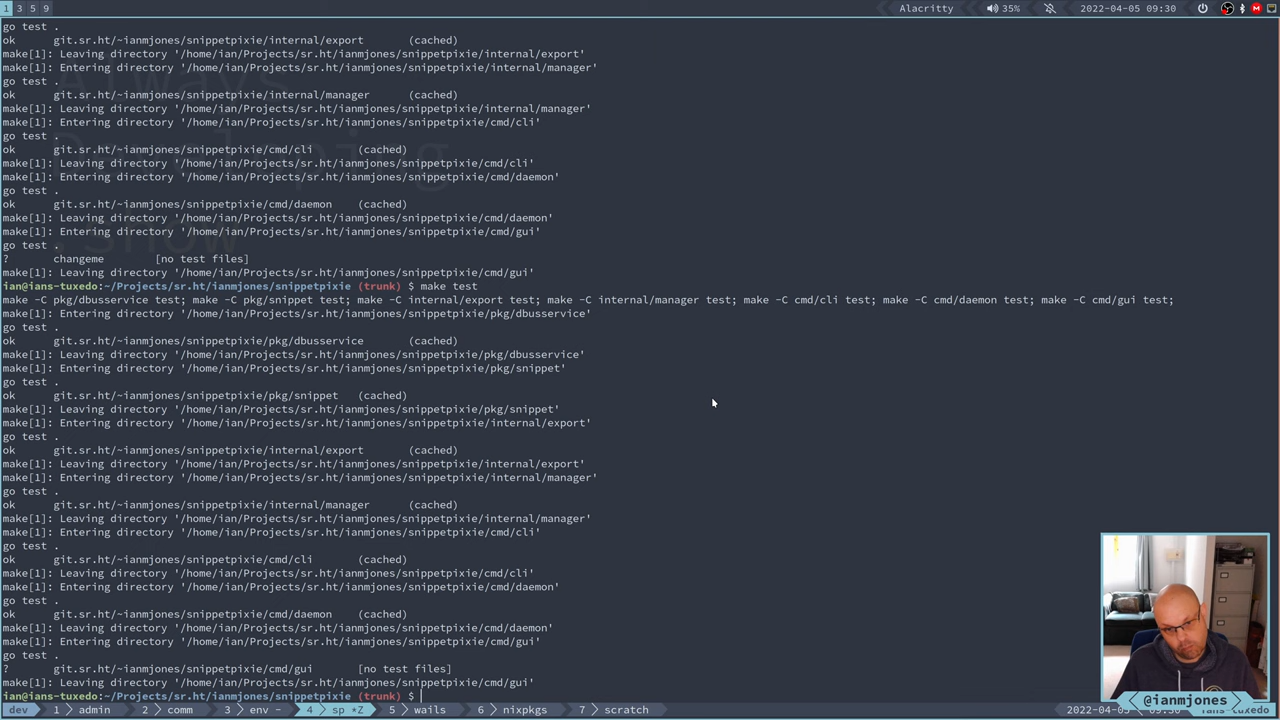 1 3 5 9 Alacritty 35% 2022-04-05 09:30
go test .
ok git.sr.ht/~ianmjones/snippetpixie/internal/export (cached)
make[1]: Leaving directory '/home/ian/Projects/sr.ht/ianmjones/snippetpixie/internal/export'
make[1]: Entering directory '/home/ian/Projects/sr.ht/ianmjones/snippetpixie/internal/manager'
go test .
ok git.sr.ht/~ianmjones/snippetpixie/internal/manager (cached)
make[1]: Leaving directory '/home/ian/Projects/sr.ht/ianmjones/snippetpixie/internal/manager'
make[1]: Entering directory '/home/ian/Projects/sr.ht/ianmjones/snippetpixie/cmd/cli'
go test .
ok git.sr.ht/~ianmjones/snippetpixie/cmd/cli (cached)
make[1]: Leaving directory '/home/ian/Projects/sr.ht/ianmjones/snippetpixie/cmd/cli'
make[1]: Entering directory '/home/ian/Projects/sr.ht/ianmjones/snippetpixie/cmd/daemon'
go test .
ok git.sr.ht/~ianmjones/snippetpixie/cmd/daemon (cached)
make[1]: Leaving directory '/home/ian/Projects/sr.ht/ianmjones/snippetpixie/cmd/daemon'
make[1]: Entering directory '/home/ian/Projects/sr.ht/ianmjones/snippetpixie/cmd/gui'
go test .
? changeme [no test files]
make[1]: Leaving directory '/home/ian/Projects/sr.ht/ianmjones/snippetpixie/cmd/gui'
ian@ians-tuxedo:~/Projects/sr.ht/ianmjones/snippetpixie (trunk) $ make test
make -C pkg/dbusservice test; make -C pkg/snippet test; make -C internal/export test; make -C internal/manager test; make -C cmd/cli test; make -C cmd/daemon test; make -C cmd/gui test;
make[1]: Entering directory '/home/ian/Projects/sr.ht/ianmjones/snippetpixie/pkg/dbusservice'
go test .
ok git.sr.ht/~ianmjones/snippetpixie/pkg/dbusservice (cached)
make[1]: Leaving directory '/home/ian/Projects/sr.ht/ianmjones/snippetpixie/pkg/dbusservice'
make[1]: Entering directory '/home/ian/Projects/sr.ht/ianmjones/snippetpixie/pkg/snippet'
go test .
ok git.sr.ht/~ianmjones/snippetpixie/pkg/snippet (cached)
make[1]: Leaving directory '/home/ian/Projects/sr.ht/ianmjones/snippetpixie/pkg/snippet'
make[1]: Entering directory '/home/ian/Projects/sr.ht/ianmjones/snippetpixie/internal/export'
go test .
ok git.sr.ht/~ianmjones/snippetpixie/internal/export (cached)
make[1]: Leaving directory '/home/ian/Projects/sr.ht/ianmjones/snippetpixie/internal/export'
make[1]: Entering directory '/home/ian/Projects/sr.ht/ianmjones/snippetpixie/internal/manager'
go test .
ok git.sr.ht/~ianmjones/snippetpixie/internal/manager (cached)
make[1]: Leaving directory '/home/ian/Projects/sr.ht/ianmjones/snippetpixie/internal/manager'
make[1]: Entering directory '/home/ian/Projects/sr.ht/ianmjones/snippetpixie/cmd/cli'
go test .
ok git.sr.ht/~ianmjones/snippetpixie/cmd/cli (cached)
make[1]: Leaving directory '/home/ian/Projects/sr.ht/ianmjones/snippetpixie/cmd/cli'
make[1]: Entering directory '/home/ian/Projects/sr.ht/ianmjones/snippetpixie/cmd/daemon'
go test .
ok git.sr.ht/~ianmjones/snippetpixie/cmd/daemon (cached)
make[1]: Leaving directory '/home/ian/Projects/sr.ht/ianmjones/snippetpixie/cmd/daemon'
make[1]: Entering directory '/home/ian/Projects/sr.ht/ianmjones/snippetpixie/cmd/gui'
go test .
? git.sr.ht/~ianmjones/snippetpixie/cmd/gui [no test files]
make[1]: Leaving directory '/home/ian/Projects/sr.ht/ianmjones/snippetpixie/cmd/gui'
ian@ians-tuxedo:~/Projects/sr.ht/ianmjones/snippetpixie (trunk) $
@ianmjones
dev 1 admin 2 comm 3 env - 4 sp *Z 5 wails 6 nixpkgs 7 scratch